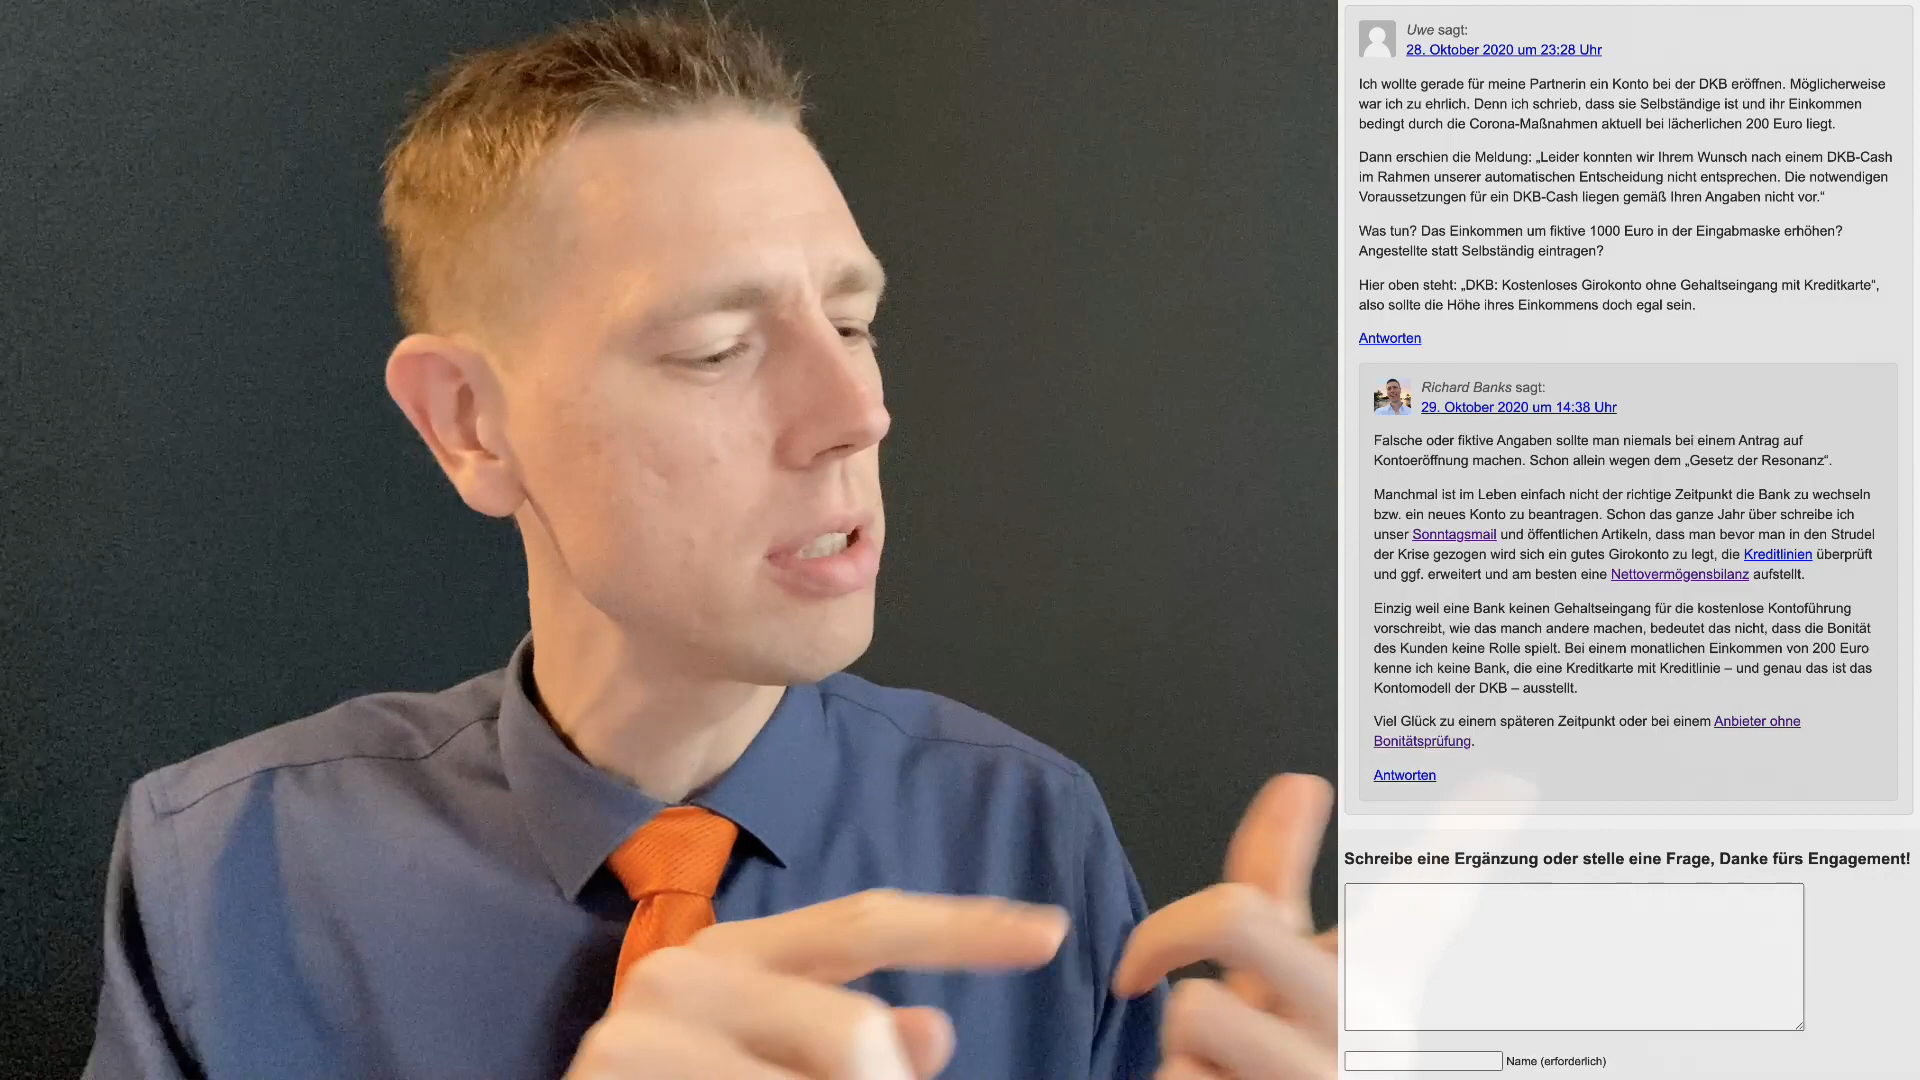 Uwe sagt:
28. Oktober 2020 um 23:28 Uhr
Ich wollte gerade für meine Partnerin ein Konto bei der DKB eröffnen. Möglicherweise
war ich zu ehrlich. Denn ich schrieb, dass sie Selbständige ist und ihr Einkommen
bedingt durch die Corona-Maßnahmen aktuell bei lächerlichen 200 Euro liegt.
Dann erschien die Meldung: „Leider konnten wir Ihrem Wunsch nach einem DKB-Cash
im Rahmen unserer automatischen Entscheidung nicht entsprechen. Die notwendigen
Voraussetzungen für ein DKB-Cash liegen gemäß Ihren Angaben nicht vor.“
Was tun? Das Einkommen um fiktive 1000 Euro in der Eingabmaske erhöhen?
Angestellte statt Selbständig eintragen?
Hier oben steht: „DKB: Kostenloses Girokonto ohne Gehaltseingang mit Kreditkarte“,
also sollte die Höhe ihres Einkommens doch egal sein.
Antworten
Richard Banks sagt:
29. Oktober 2020 um 14:38 Uhr
Falsche oder fiktive Angaben sollte man niemals bei einem Antrag auf
Kontoeröffnung machen. Schon allein wegen dem „Gesetz der Resonanz“.
Manchmal ist im Leben einfach nicht der richtige Zeitpunkt die Bank zu wechseln
bzw. ein neues Konto zu beantragen. Schon das ganze Jahr über schreibe ich
unser Sonntagsmail und öffentlichen Artikeln, dass man bevor man in den Strudel
der Krise gezogen wird sich ein gutes Girokonto zu legt, die Kreditlinien überprüft
und ggf. erweitert und am besten eine Nettovermögensbilanz aufstellt.
Einzig weil eine Bank keinen Gehaltseingang für die kostenlose Kontoführung
vorschreibt, wie das manch andere machen, bedeutet das nicht, dass die Bonität
des Kunden keine Rolle spielt. Bei einem monatlichen Einkommen von 200 Euro
kenne ich keine Bank, die eine Kreditkarte mit Kreditlinie – und genau das ist das
Kontomodell der DKB – ausstellt.
Viel Glück zu einem späteren Zeitpunkt oder bei einem Anbieter ohne
Bonitätsprüfung.
Antworten
Schreibe eine Ergänzung oder stelle eine Frage, Danke fürs Engagement!
Name (erforderlich)